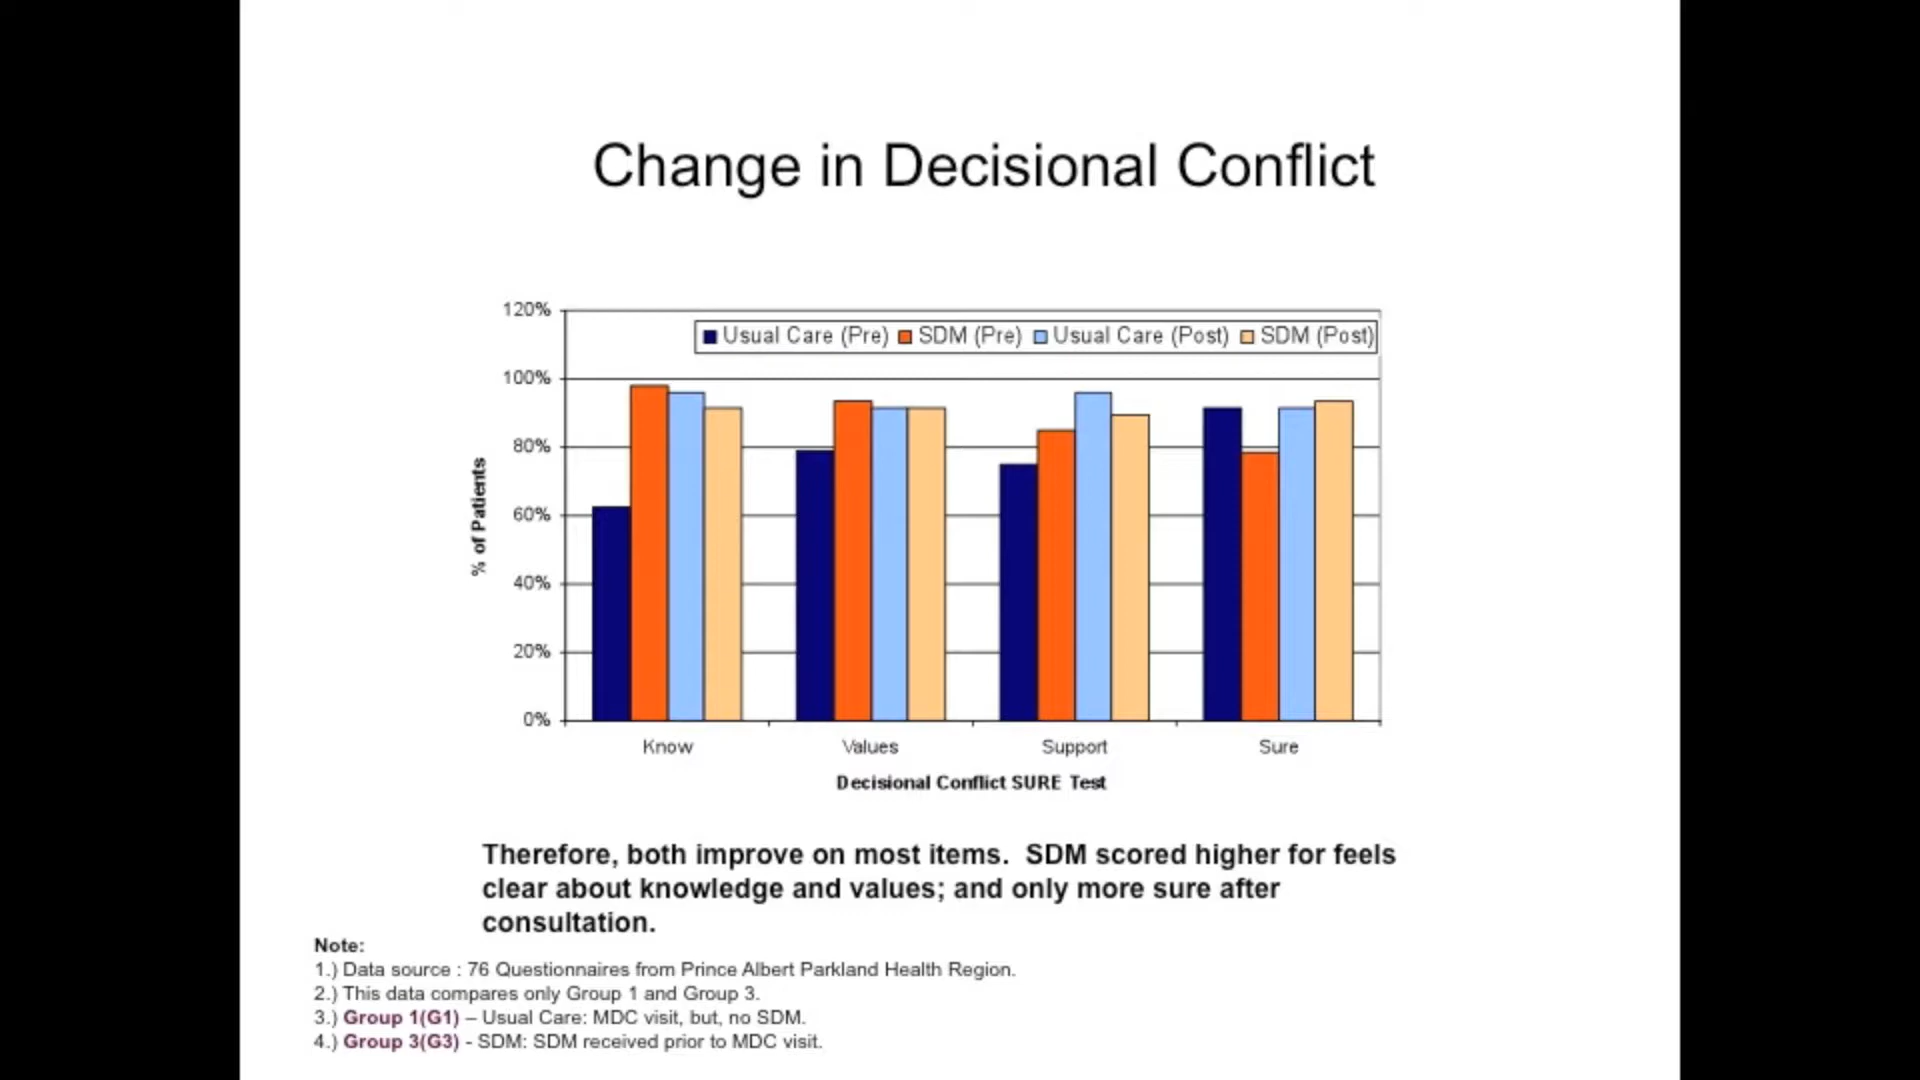 Change in Decisional Conflict
120%
Usual Care (Pre) SDM (Pre) Usual Care (Post) SDM (Post)
100%
80%
60%
40%
20%
0%
% of Patients
Know Values Support Sure
Decisional Conflict SURE Test
Therefore, both improve on most items. SDM scored higher for feels
clear about knowledge and values; and only more sure after
consultation.
Note:
1.) Data source : 76 Questionnaires from Prince Albert Parkland Health Region.
2.) This data compares only Group 1 and Group 3.
3.) Group 1(G1) – Usual Care: MDC visit, but, no SDM.
4.) Group 3(G3) - SDM: SDM received prior to MDC visit.